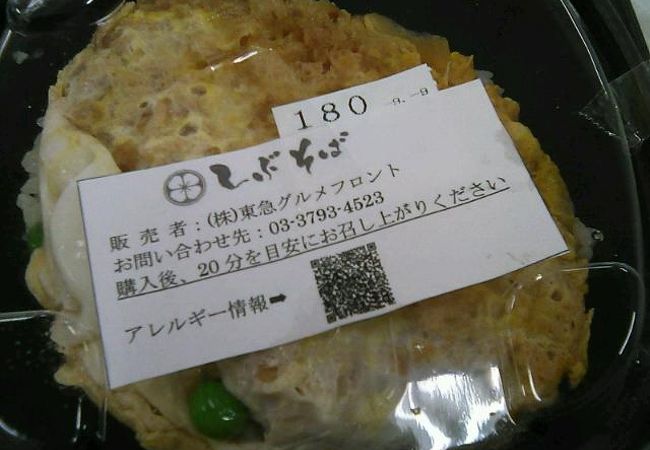 180
しぶそば
販売者：(株)東急グルメフロント
お問い合わせ先：03-3793-4523
購入後、20分を目安にお召し上がりください
アレルギー情報➡